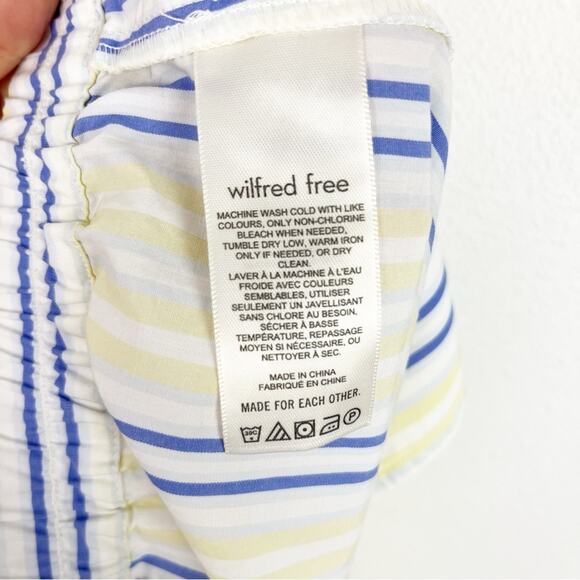 wilfred free
MACHINE WASH COLD WITH LIKE
COLOURS, ONLY NON-CHLORINE
BLEACH WHEN NEEDED,
TUMBLE DRY LOW, WARM IRON
ONLY IF NEEDED, OR DRY
CLEAN.
LAVER À LA MACHINE À L'EAU
FROIDE AVEC COULEURS
SEMBLABLES, UTILISER
SEULEMENT UN JAVELLISANT
SANS CHLORE AU BESOIN,
SÉCHER À BASSE
TEMPÉRATURE, REPASSAGE
MOYEN SI NÉCESSAIRE, OU
NETTOYER À SEC.
MADE IN CHINA
FABRIQUÉ EN CHINE
MADE FOR EACH OTHER.
30C P